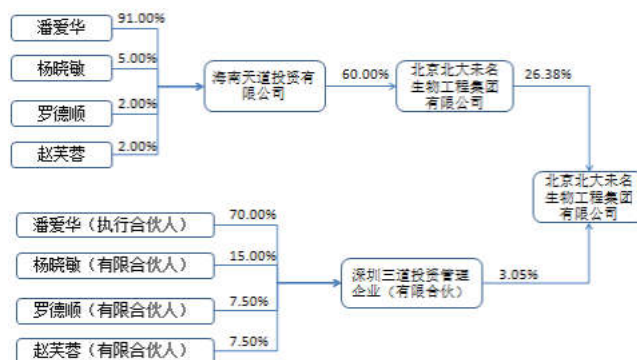 潘爱华
91.00%
杨晓敏
5.00%
罗德顺
2.00%
赵芙蓉
2.00%
海南天道投资有
限公司
60.00%
北京北大未名
生物工程集团
有限公司
26.38%
北京北大未名
生物工程集团
有限公司
潘爱华（执行合伙人）
70.00%
杨晓敏（有限合伙人）
15.00%
罗德顺（有限合伙人）
7.50%
赵芙蓉（有限合伙人）
7.50%
深圳三道投资管理
企业（有限合伙）
3.05%